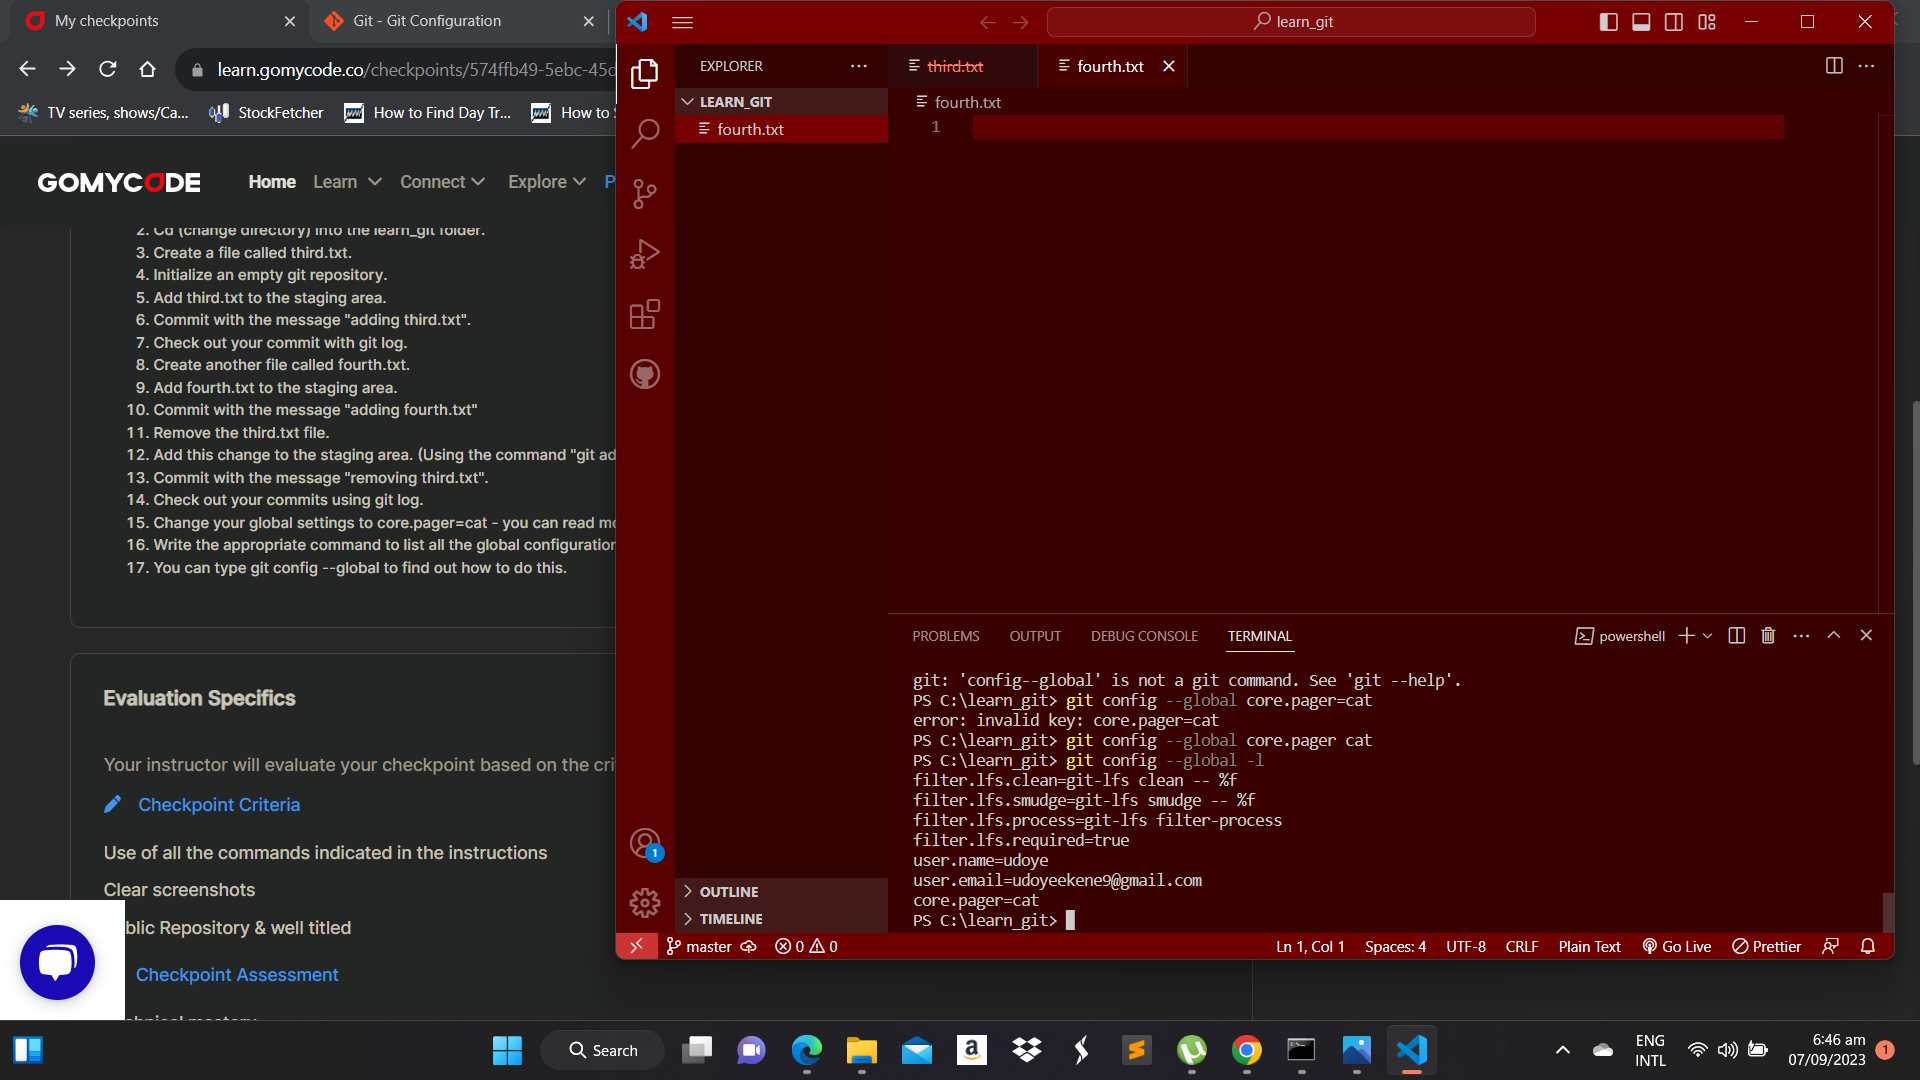 My checkpoints
Git - Git Configuration
learn.gomycode.co/checkpoints/574ffb49-5ebc-45d
TV series, shows/Ca...
StockFetcher
How to Find Day Tr...
How to S
GOMYCODE
Home
Learn
Connect
Explore
P
2. Cd (change directory) into the learn_git folder.
3. Create a file called third.txt.
4. Initialize an empty git repository.
5. Add third.txt to the staging area.
6. Commit with the message "adding third.txt".
7. Check out your commit with git log.
8. Create another file called fourth.txt.
9. Add fourth.txt to the staging area.
10. Commit with the message "adding fourth.txt"
11. Remove the third.txt file.
12. Add this change to the staging area. (Using the command "git ad
13. Commit with the message "removing third.txt".
14. Check out your commits using git log.
15. Change your global settings to core.pager=cat - you can read mo
16. Write the appropriate command to list all the global configuration
17. You can type git config --global to find out how to do this.
Evaluation Specifics
Your instructor will evaluate your checkpoint based on the crit
Checkpoint Criteria
Use of all the commands indicated in the instructions
Clear screenshots
blic Repository & well titled
Checkpoint Assessment
learn_git
EXPLORER
LEARN_GIT
fourth.txt
OUTLINE
TIMELINE
third.txt
fourth.txt
fourth.txt
1
PROBLEMS
OUTPUT
DEBUG CONSOLE
TERMINAL
powershell
git: 'config--global' is not a git command. See 'git --help'.
PS C:\learn_git> git config --global core.pager=cat
error: invalid key: core.pager=cat
PS C:\learn_git> git config --global core.pager cat
PS C:\learn_git> git config --global -l
filter.lfs.clean=git-lfs clean -- %f
filter.lfs.smudge=git-lfs smudge -- %f
filter.lfs.process=git-lfs filter-process
filter.lfs.required=true
user.name=udoye
user.email=udoyeekene9@gmail.com
core.pager=cat
PS C:\learn_git>
1
master
0
0
Ln 1, Col 1
Spaces: 4
UTF-8
CRLF
Plain Text
Go Live
Prettier
Search
ENG
INTL
6:46 am
07/09/2023
1